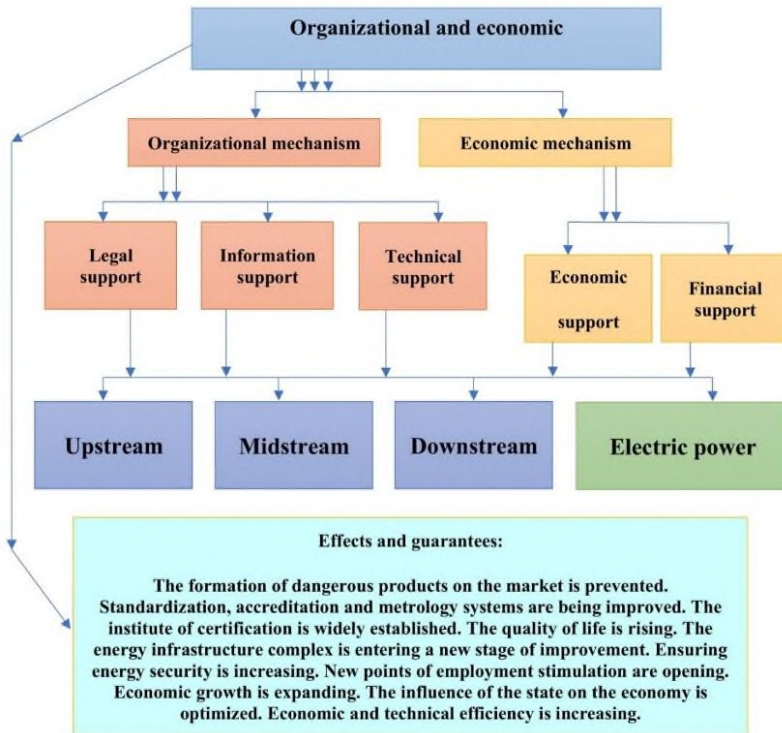 Organizational and economic
Organizational mechanism
Economic mechanism
Legal
support
Information
support
Technical
support
Economic
support
Financial
support
Upstream
Midstream
Downstream
Electric power
Effects and guarantees:
The formation of dangerous products on the market is prevented.
Standardization, accreditation and metrology systems are being improved. The
institute of certification is widely established. The quality of life is rising. The
energy infrastructure complex is entering a new stage of improvement. Ensuring
energy security is increasing. New points of employment stimulation are opening.
Economic growth is expanding. The influence of the state on the economy is
optimized. Economic and technical efficiency is increasing.